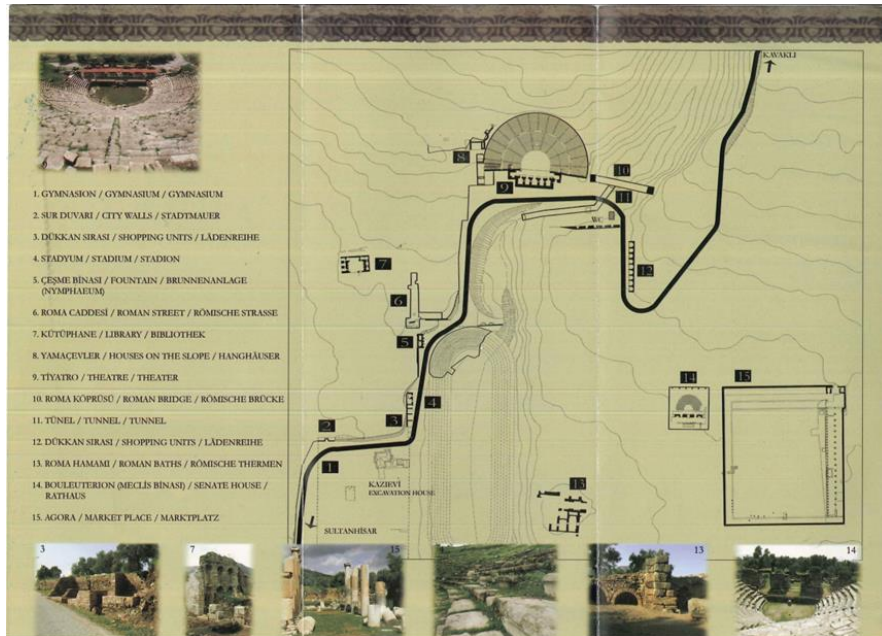 1. GYMNASION / GYMNASIUM / GYMNASIUM
2. SUR DUVARI / CITY WALLS / STADYMAUER
3. DÜKKAN SIRASI / SHOPPING UNITS / LÄDENREIHE
4. STADYUM / STADIUM / STADION
5. ÇEŞME BİNASI / FOUNTAIN / BRUNNENANLAGE
(NYMPHAEUM)
6. ROMA CADDESİ / ROMAN STREET / RÖMISCHE STRASSE
7. KÜTÜPHANE / LIBRARY / BIBLIOTHEK
8. YAMAÇEVLER / HOUSES ON THE SLOPE / HANGHÄUSER
9. TİYATRO / THEATRE / THEATER
10. ROMA KÖPRÜSÜ / ROMAN BRIDGE / RÖMISCHE BRÜCKE
11. TÜNEL / TUNNEL / TUNNEL
12. DÜKKAN SIRASI / SHOPPING UNITS / LÄDENREIHE
13. ROMA HAMAMI / ROMAN BATHS / RÖMISCHE THERMEN
14. BOULEUTERION (MECLİS BİNASI) / SENATE HOUSE /
RATHAUS
15. AGORA / MARKET PLACE / MARKTPLATZ
KAVAKLI
8
9
10
11
WC
12
7
6
5
4
3
2
1
14
15
13
KAZIEVİ
EXCAVATION HOUSE
SULTANHİSAR
3
7
15
13
14